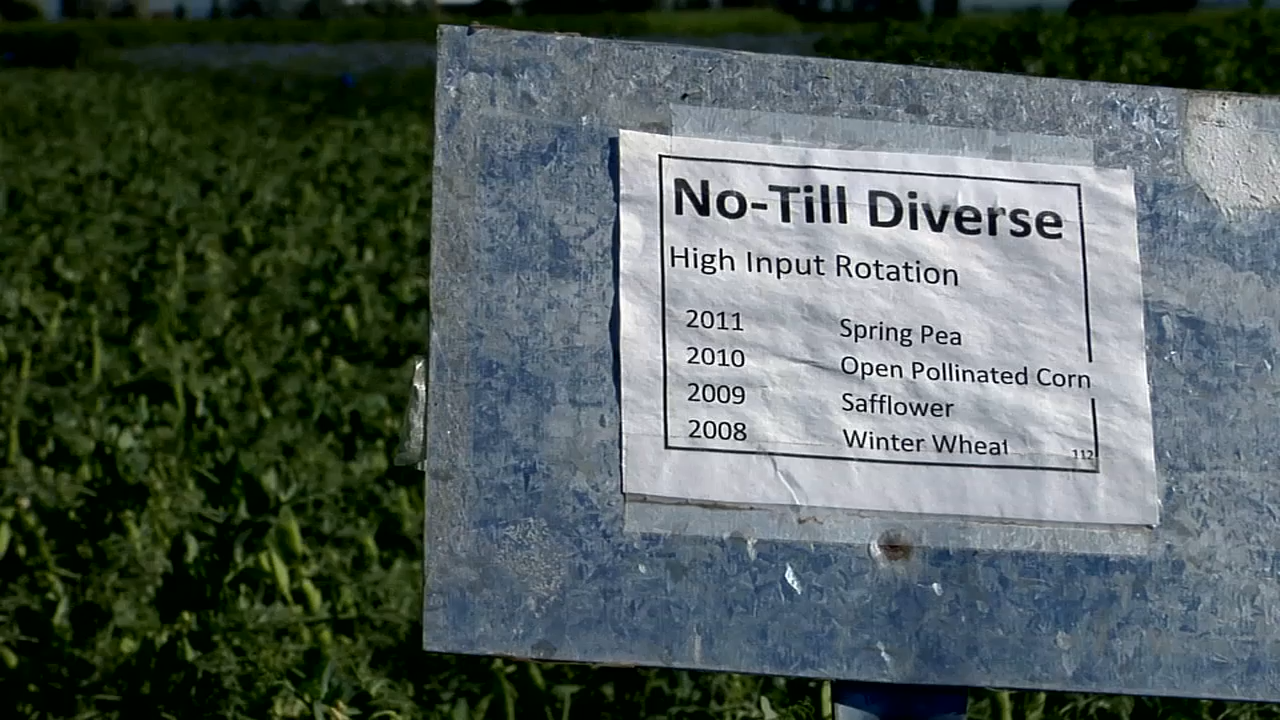 No-Till Diverse
High Input Rotation
2011 Spring Pea
2010 Open Pollinated Corn
2009 Safflower
2008 Winter Wheat
112